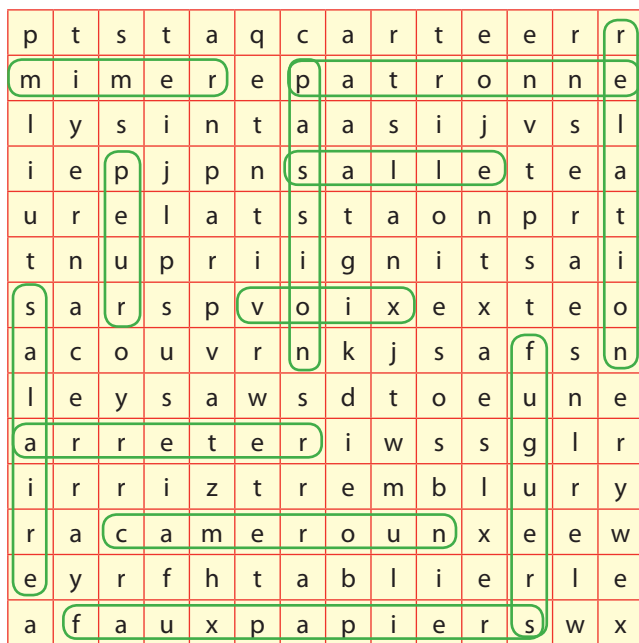 p t s t a q c a r t e e r r
m i m e r e p a t r o n n e
l y s i n t a a s i j v s l
i e p j p n s a l l e t e a
u r e l a t s t a o n p r t
t n u p r i i g n i t s a i
s a r s p v o i x e x t e o
a c o u v r n k j s a f s n
l e y s a w s d t o e u n e
a r r e t e r i w s s g l r
i r r i z t r e m b l u r y
r a c a m e r o u n x e e w
e y r f h t a b l i e r l e
a f a u x p a p i e r s w x